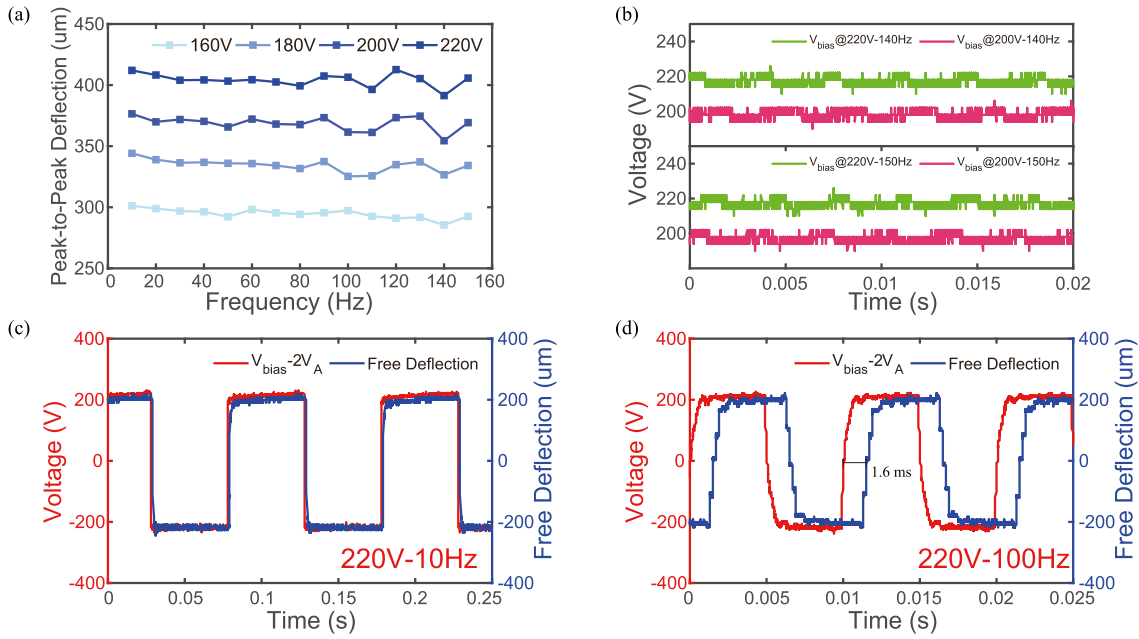 (a)
Peak-to-Peak Deflection (um)
450
400
350
300
250
160V 180V 200V 220V
0 20 40 60 80 100 120 140 160
Frequency (Hz)
(b)
Voltage (V)
240
220
200
V_bias@220V-140Hz V_bias@200V-140Hz
240
220
200
V_bias@220V-150Hz V_bias@200V-150Hz
0 0.005 0.01 0.015 0.02
Time (s)
(c)
Voltage (V)
400
200
0
-200
-400
V_bias-2V_A Free Deflection
400
200
0
-200
-400
Free Deflection (um)
220V-10Hz
0 0.05 0.1 0.15 0.2 0.25
Time (s)
(d)
Voltage (V)
400
200
0
-200
-400
V_bias-2V_A Free Deflection
1.6 ms
400
200
0
-200
-400
Free Deflection (um)
220V-100Hz
0 0.005 0.01 0.015 0.02 0.025
Time (s)